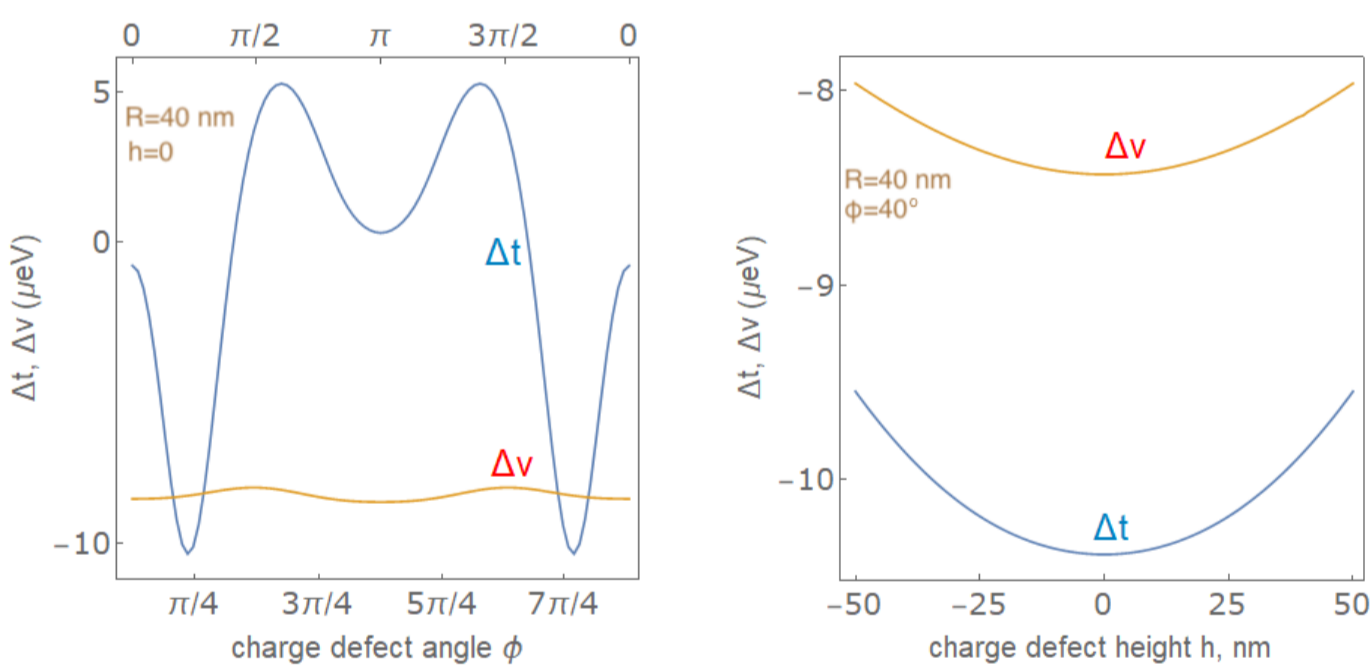 0 π/2 π 3π/2 0
5
0
−10
Δt, Δv (μeV)
R=40 nm
h=0
Δt
Δv
π/4 3π/4 5π/4 7π/4
charge defect angle ϕ
−8
−9
−10
Δt, Δv (μeV)
Δv
R=40 nm
ϕ=40°
Δt
−50 −25 0 25 50
charge defect height h, nm